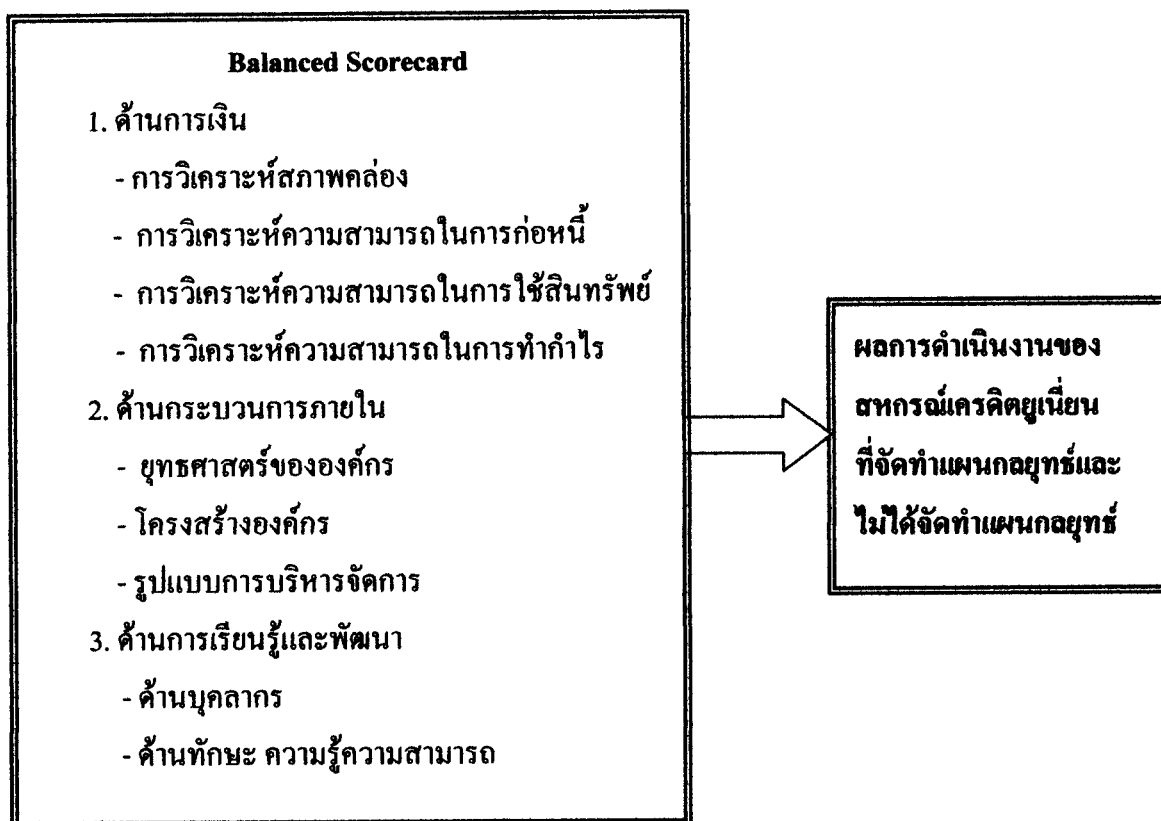 Balanced Scorecard
1. ด้านการเงิน
- การวิเคราะห์สภาพคล่อง
- การวิเคราะห์ความสามารถในการก่อหนี้
- การวิเคราะห์ความสามารถในการใช้สินทรัพย์
- การวิเคราะห์ความสามารถในการทำกำไร
2. ด้านกระบวนการภายใน
- ยุทธศาสตร์ขององค์กร
- โครงสร้างองค์กร
- รูปแบบการบริหารจัดการ
3. ด้านการเรียนรู้และพัฒนา
- ด้านบุคลากร
- ด้านทักษะ ความรู้ความสามารถ
ผลการดำเนินงานของ
สหกรณ์เครดิตยูเนี่ยน
ที่จัดทำแผนกลยุทธ์และ
ไม่ได้จัดทำแผนกลยุทธ์